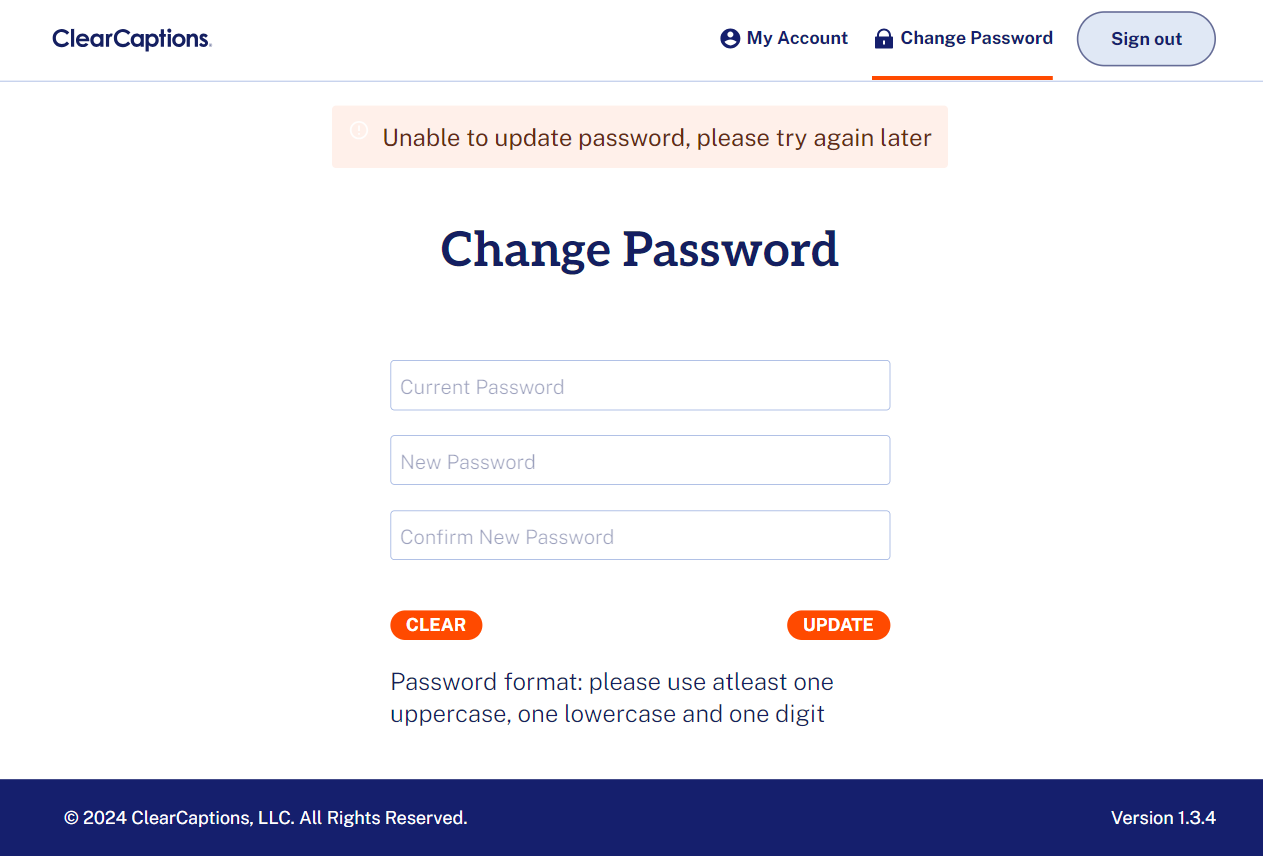 ClearCaptions.
My Account
Change Password
Sign out
Unable to update password, please try again later
Change Password
Current Password
New Password
Confirm New Password
CLEAR
UPDATE
Password format: please use atleast one
uppercase, one lowercase and one digit
© 2024 ClearCaptions, LLC. All Rights Reserved.
Version 1.3.4